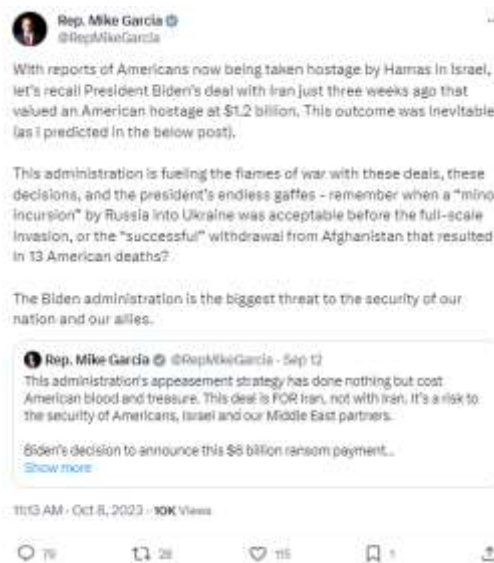 Rep. Mike Garcia
@RepMikeGarcia
With reports of Americans now being taken hostage by Hamas in Israel,
let's recall President Biden's deal with Iran just three weeks ago that
valued an American hostage at $1.2 billion. This outcome was inevitable
(as I predicted in the below post).
This administration is fueling the flames of war with these deals, these
decisions, and the president's endless gaffes - remember when a "mino
incursion" by Russia into Ukraine was acceptable before the full-scale
invasion, or the "successful" withdrawal from Afghanistan that resulted
in 13 American deaths?
The Biden administration is the biggest threat to the security of our
nation and our allies.
Rep. Mike Garcia @RepMikeGarcia · Sep 12
This administration's appeasement strategy has done nothing but cost
American blood and treasure. This deal is FOR Iran, not with Iran. It's a risk to
the security of Americans, Israel and our Middle East partners.
Biden's decision to announce this $6 billion ransom payment...
Show more
11:13 AM · Oct 8, 2023 · 10K Views
79 28 115 1